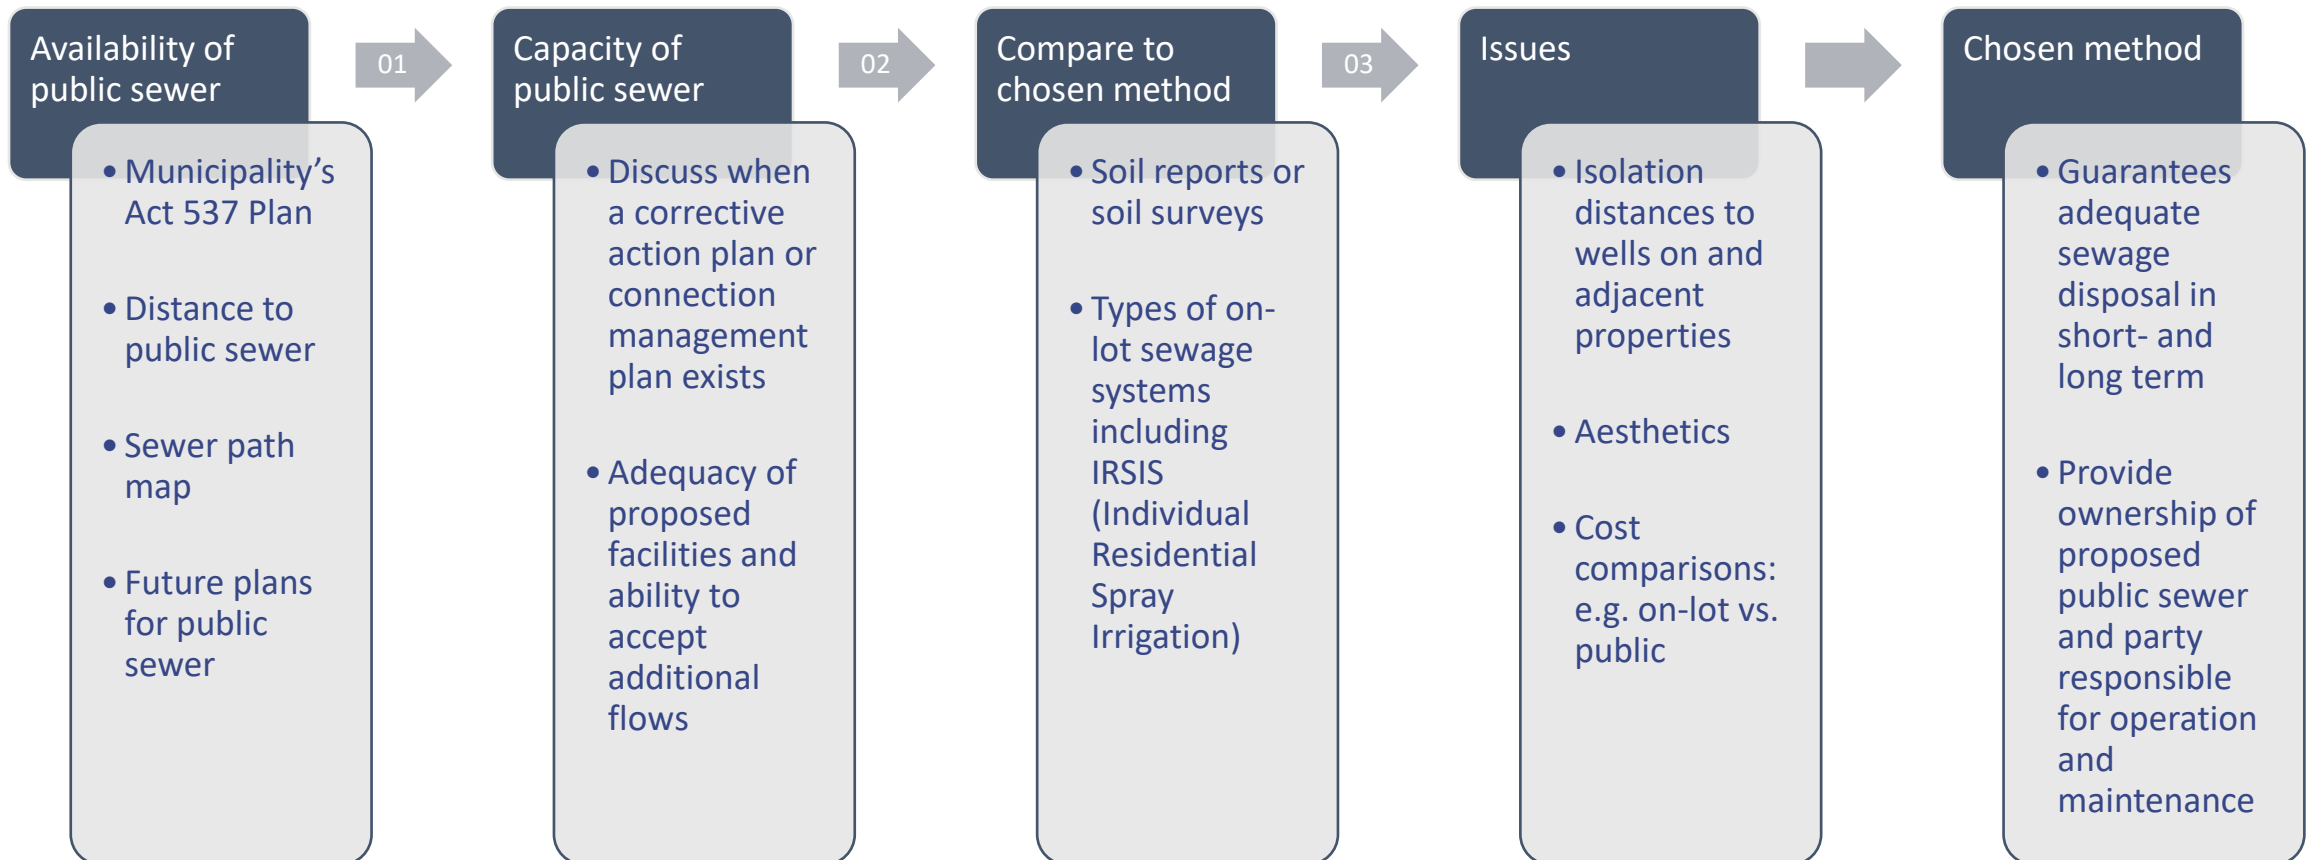 Availability of
public sewer
• Municipality’s
Act 537 Plan
• Distance to
public sewer
• Sewer path
map
• Future plans
for public
sewer
01
Capacity of
public sewer
• Discuss when
a corrective
action plan or
connection
management
plan exists
• Adequacy of
proposed
facilities and
ability to
accept
additional
flows
02
Compare to
chosen method
• Soil reports or
soil surveys
• Types of on-
lot sewage
systems
including
IRSIS
(Individual
Residential
Spray
Irrigation)
03
Issues
• Isolation
distances to
wells on and
adjacent
properties
• Aesthetics
• Cost
comparisons:
e.g. on-lot vs.
public
Chosen method
• Guarantees
adequate
sewage
disposal in
short- and
long term
• Provide
ownership of
proposed
public sewer
and party
responsible
for operation
and
maintenance